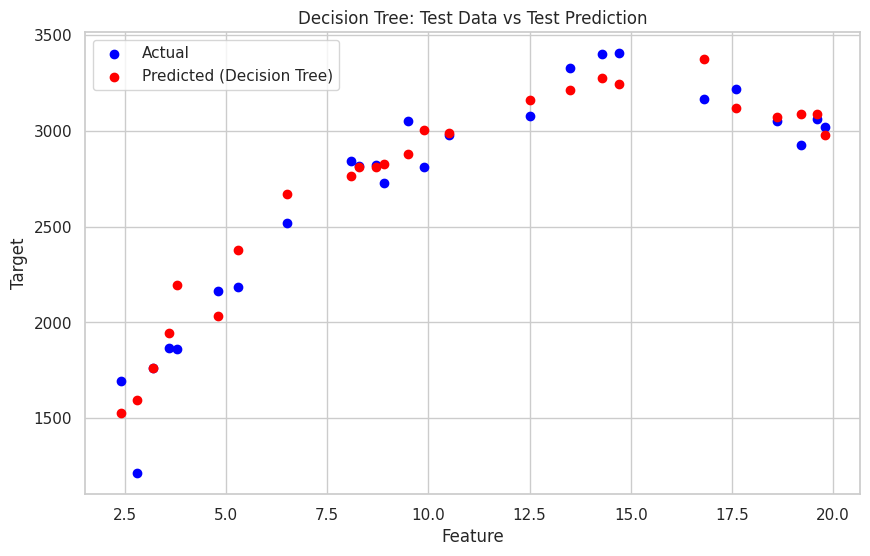 Decision Tree: Test Data vs Test Prediction
Actual
Predicted (Decision Tree)
3500
3000
2500
2000
1500
Target
2.5 5.0 7.5 10.0 12.5 15.0 17.5 20.0
Feature